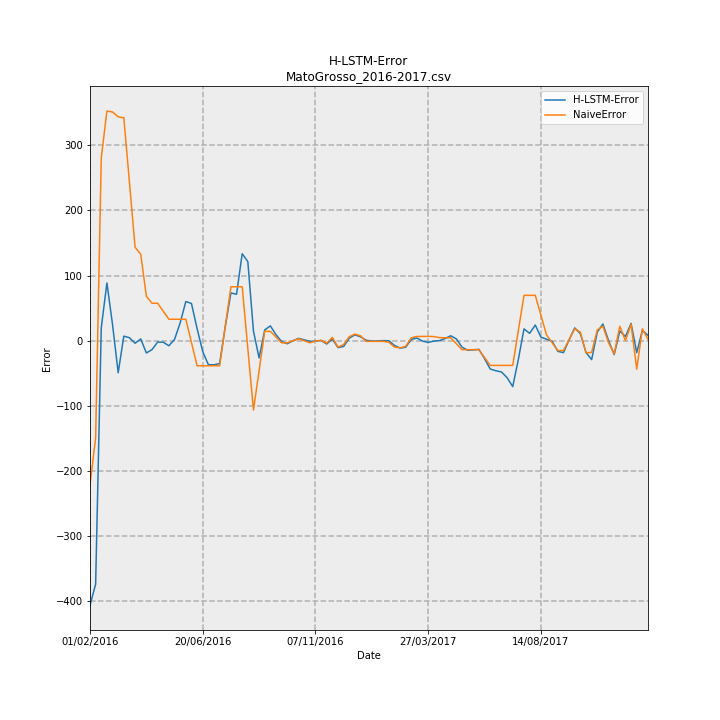 H-LSTM-Error
MatoGrosso_2016-2017.csv
H-LSTM-Error
NaiveError
300
200
100
0
−100
−200
−300
−400
Error
01/02/2016
20/06/2016
07/11/2016
27/03/2017
14/08/2017
Date